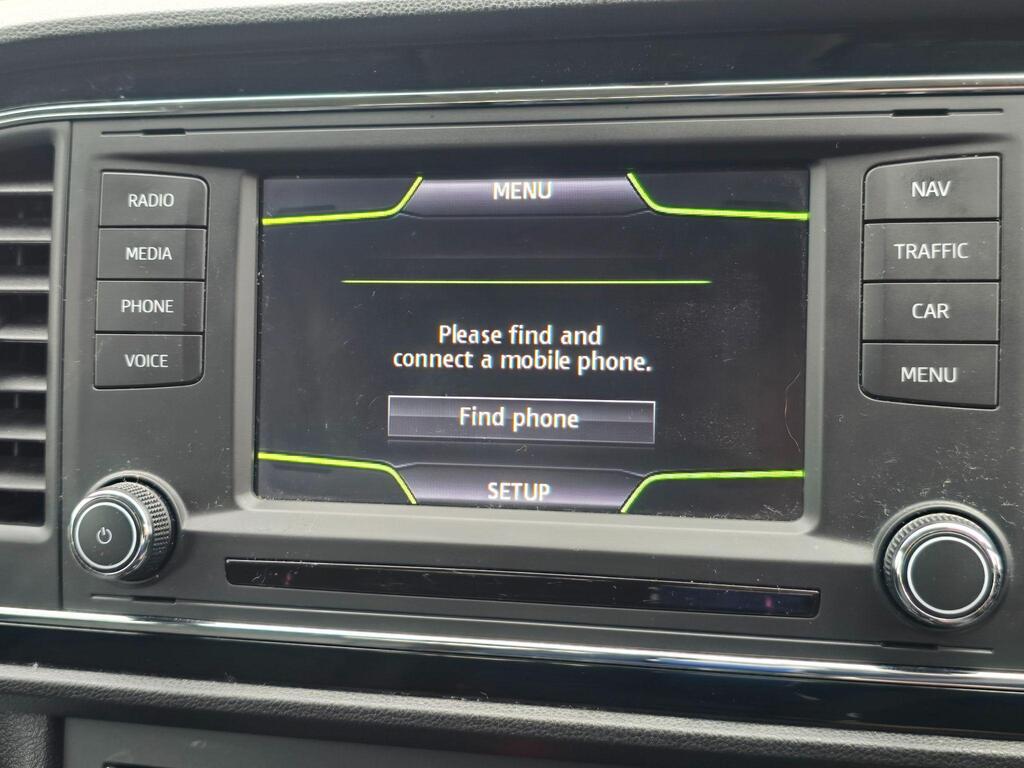 RADIO
MEDIA
PHONE
VOICE
MENU
Please find and
connect a mobile phone.
Find phone
SETUP
NAV
TRAFFIC
CAR
MENU